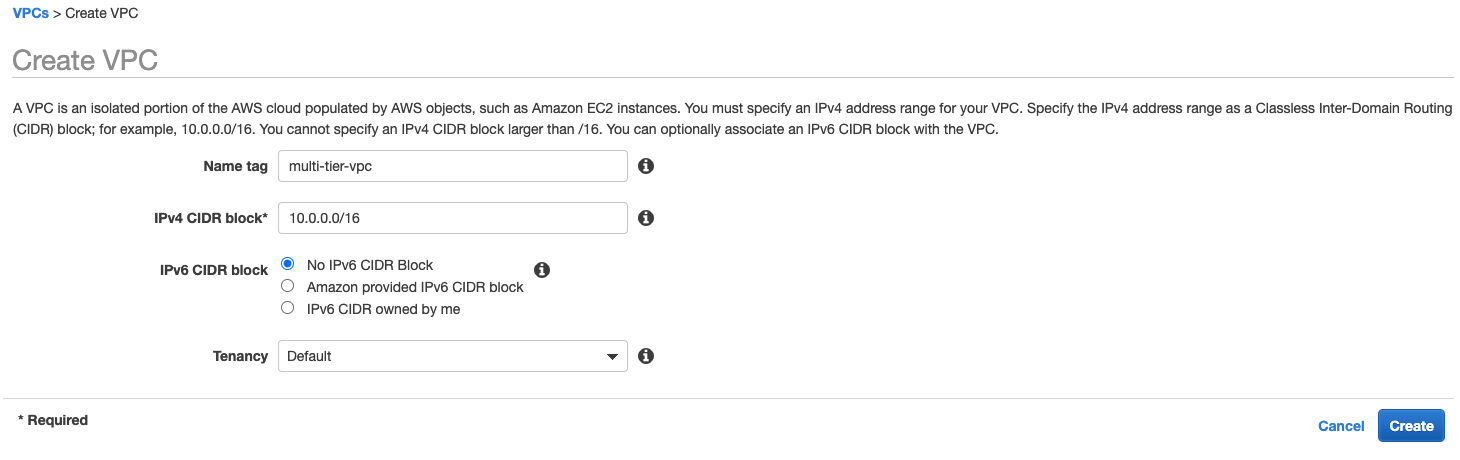 VPCs > Create VPC
Create VPC
A VPC is an isolated portion of the AWS cloud populated by AWS objects, such as Amazon EC2 instances. You must specify an IPv4 address range for your VPC. Specify the IPv4 address range as a Classless Inter-Domain Routing
(CIDR) block; for example, 10.0.0.0/16. You cannot specify an IPv4 CIDR block larger than /16. You can optionally associate an IPv6 CIDR block with the VPC.
Name tag multi-tier-vpc
IPv4 CIDR block* 10.0.0.0/16
IPv6 CIDR block No IPv6 CIDR Block
Amazon provided IPv6 CIDR block
IPv6 CIDR owned by me
Tenancy Default
* Required
Cancel Create